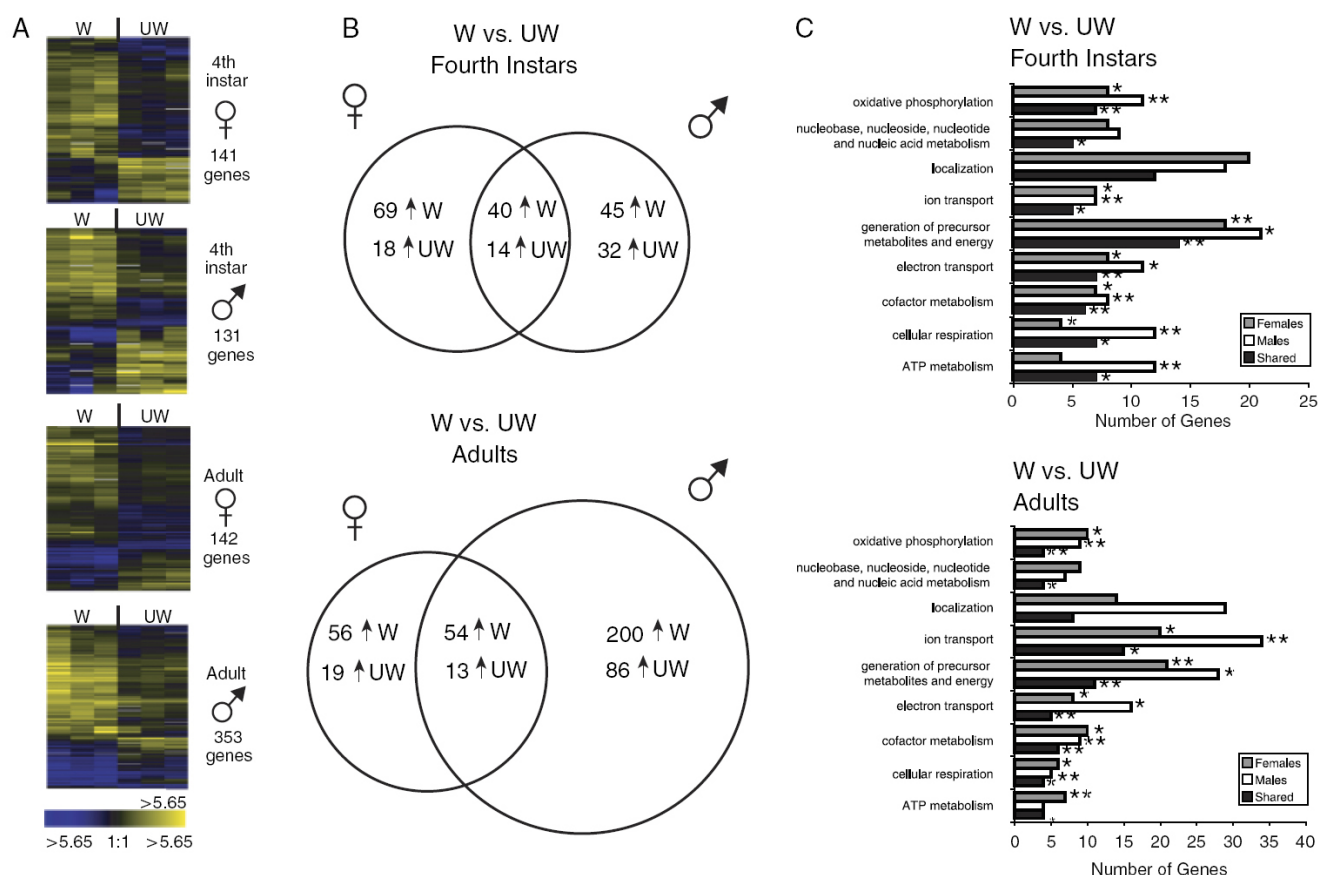 A
W UW
4th
instar
141
genes
W UW
4th
instar
131
genes
W UW
Adult
142
genes
W UW
Adult
353
genes
>5.65
>5.65 1:1 >5.65
B
W vs. UW
Fourth Instars
69 W 40 W 45 W
18 UW 14 UW 32 UW
W vs. UW
Adults
56 W 54 W 200 W
19 UW 13 UW 86 UW
C
W vs. UW
Fourth Instars
oxidative phosphorylation
nucleobase, nucleoside, nucleotide
and nucleic acid metabolism
localization
ion transport
generation of precursor
metabolites and energy
electron transport
cofactor metabolism
cellular respiration
ATP metabolism
Females
Males
Shared
0 5 10 15 20 25
Number of Genes
W vs. UW
Adults
oxidative phosphorylation
nucleobase, nucleoside, nucleotide
and nucleic acid metabolism
localization
ion transport
generation of precursor
metabolites and energy
electron transport
cofactor metabolism
cellular respiration
ATP metabolism
Females
Males
Shared
0 5 10 15 20 25 30 35 40
Number of Genes